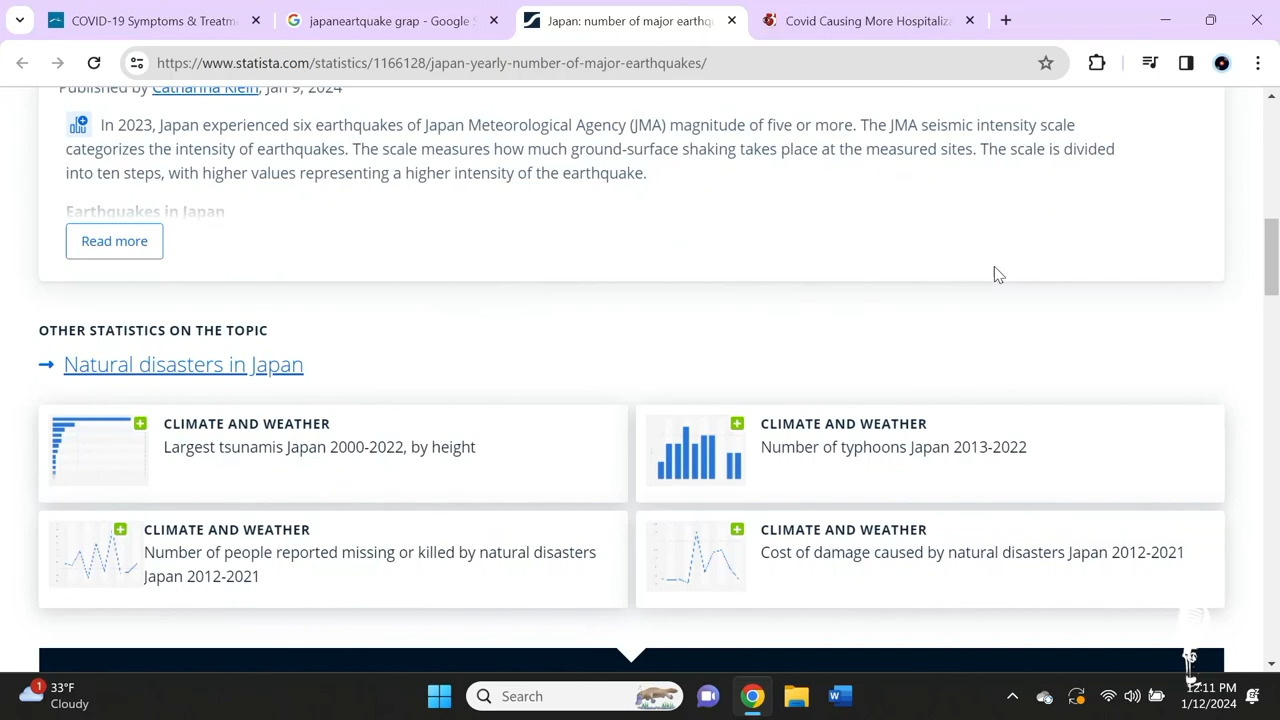 COVID-19 Symptoms & Treatm
japaneartquake grap - Google S
Japan: number of major earthqu
Covid Causing More Hospitaliza
https://www.statista.com/statistics/1166128/japan-yearly-number-of-major-earthquakes/
Published by Catharina Klein, Jan 9, 2024
In 2023, Japan experienced six earthquakes of Japan Meteorological Agency (JMA) magnitude of five or more. The JMA seismic intensity scale
categorizes the intensity of earthquakes. The scale measures how much ground-surface shaking takes place at the measured sites. The scale is divided
into ten steps, with higher values representing a higher intensity of the earthquake.
Earthquakes in Japan
Read more
OTHER STATISTICS ON THE TOPIC
Natural disasters in Japan
CLIMATE AND WEATHER
Largest tsunamis Japan 2000-2022, by height
CLIMATE AND WEATHER
Number of typhoons Japan 2013-2022
CLIMATE AND WEATHER
Number of people reported missing or killed by natural disasters
Japan 2012-2021
CLIMATE AND WEATHER
Cost of damage caused by natural disasters Japan 2012-2021
1
33°F
Cloudy
Search
12:11 PM
1/12/2024